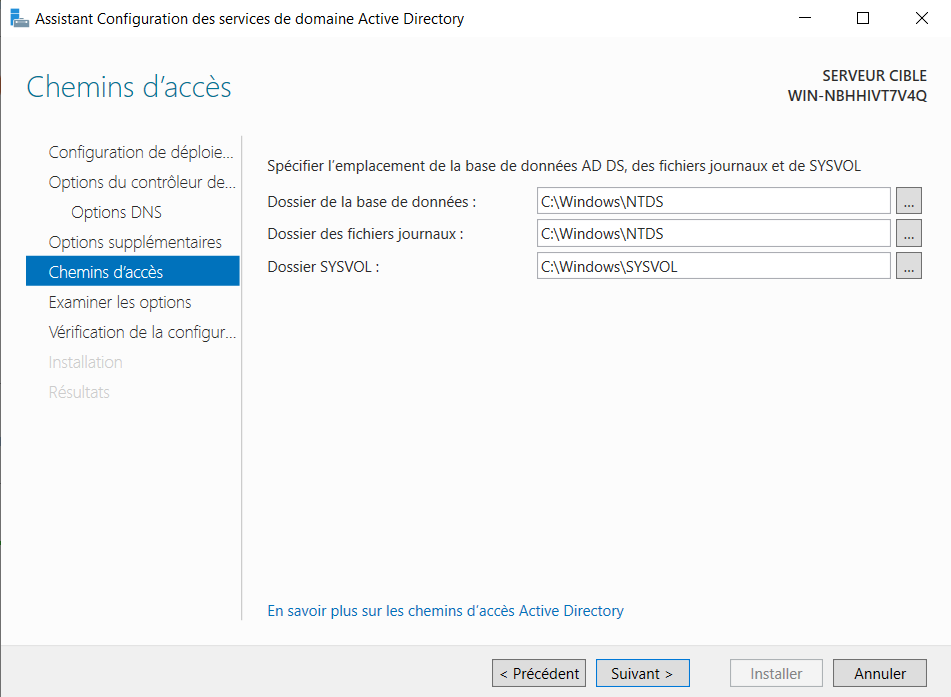 Assistant Configuration des services de domaine Active Directory
Chemins d’accès
SERVEUR CIBLE
WIN-NBHHIVT7V4Q
Configuration de déploie...
Options du contrôleur de...
Options DNS
Options supplémentaires
Chemins d’accès
Examiner les options
Vérification de la configur...
Installation
Résultats
Spécifier l’emplacement de la base de données AD DS, des fichiers journaux et de SYSVOL
Dossier de la base de données : C:\Windows\NTDS ...
Dossier des fichiers journaux : C:\Windows\NTDS ...
Dossier SYSVOL : C:\Windows\SYSVOL ...
En savoir plus sur les chemins d’accès Active Directory
< Précédent Suivant > Installer Annuler